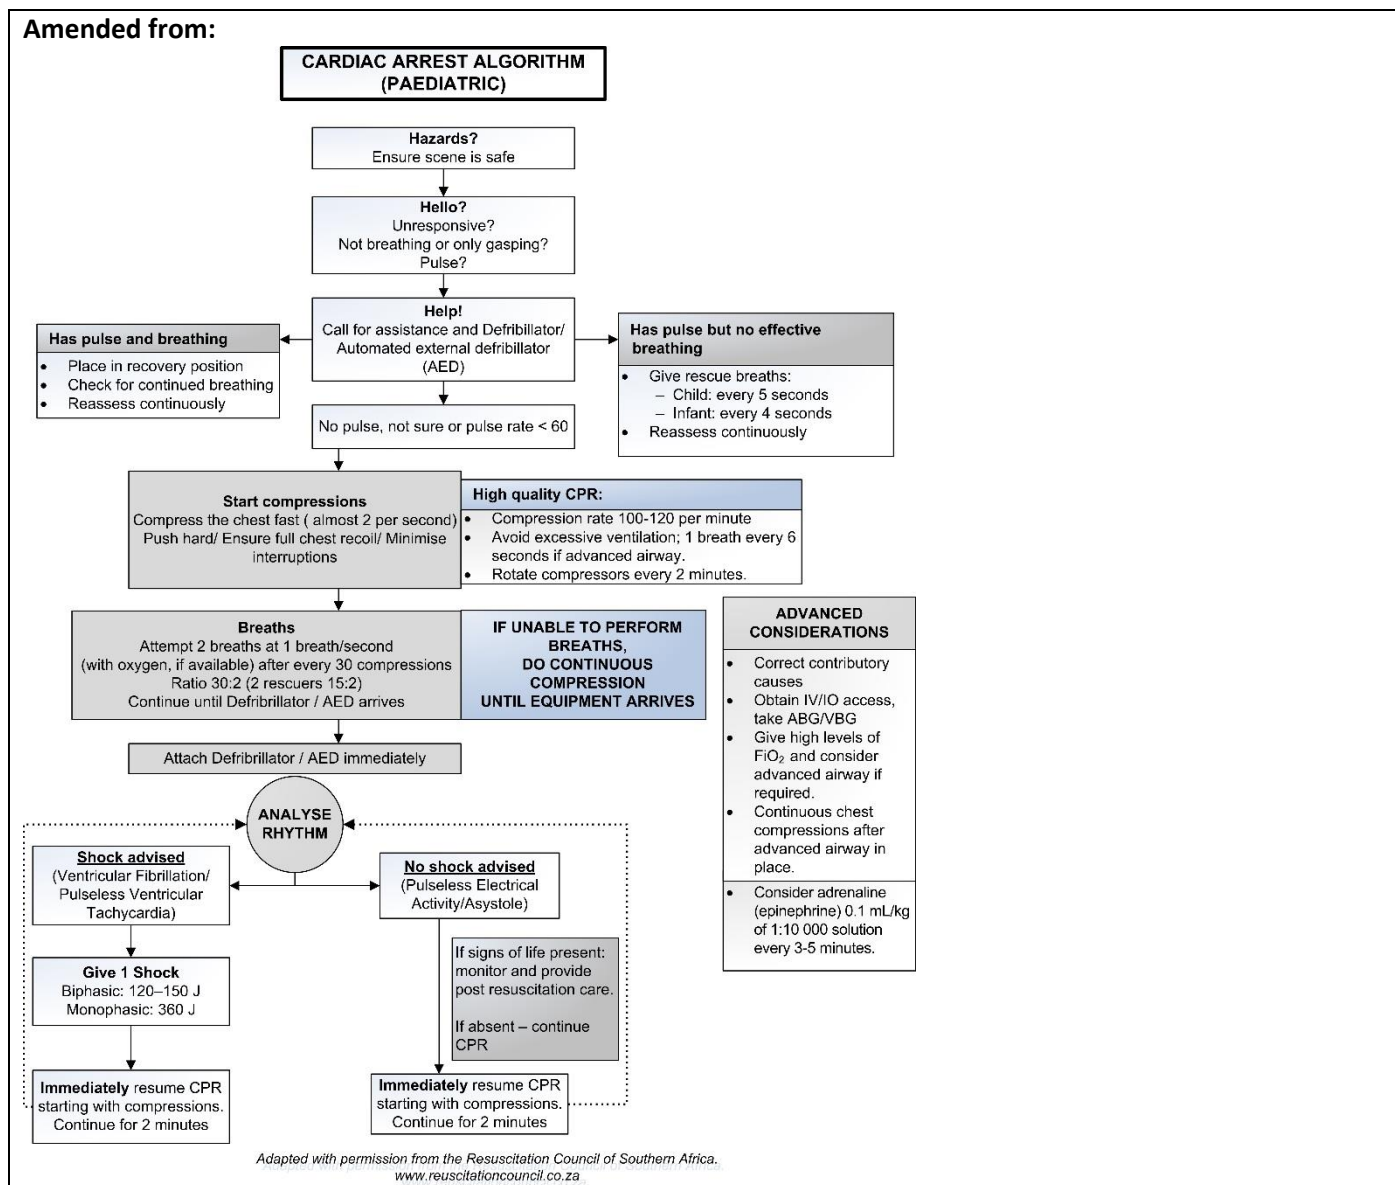 Amended from:
CARDIAC ARREST ALGORITHM
(PAEDIATRIC)
Hazards?
Ensure scene is safe
Hello?
Unresponsive?
Not breathing or only gasping?
Pulse?
Help!
Call for assistance and Defribillator/
Automated external defribillator
(AED)
Has pulse and breathing
• Place in recovery position
• Check for continued breathing
• Reassess continuously
Has pulse but no effective
breathing
• Give rescue breaths:
– Child: every 5 seconds
– Infant: every 4 seconds
• Reassess continuously
No pulse, not sure or pulse rate < 60
Start compressions
Compress the chest fast ( almost 2 per second)
Push hard/ Ensure full chest recoil/ Minimise
interruptions
High quality CPR:
• Compression rate 100-120 per minute
• Avoid excessive ventilation; 1 breath every 6
seconds if advanced airway.
• Rotate compressors every 2 minutes.
Breaths
Attempt 2 breaths at 1 breath/second
(with oxygen, if available) after every 30 compressions
Ratio 30:2 (2 rescuers 15:2)
Continue until Defribrillator / AED arrives
IF UNABLE TO PERFORM
BREATHS,
DO CONTINUOUS
COMPRESSION
UNTIL EQUIPMENT ARRIVES
ADVANCED
CONSIDERATIONS
• Correct contributory
causes
• Obtain IV/IO access,
take ABG/VBG
• Give high levels of
FiO₂ and consider
advanced airway if
required.
• Continuous chest
compressions after
advanced airway in
place.
• Consider adrenaline
(epinephrine) 0.1 mL/kg
of 1:10 000 solution
every 3-5 minutes.
Attach Defribrillator / AED immediately
ANALYSE
RHYTHM
Shock advised
(Ventricular Fibrillation/
Pulseless Ventricular
Tachycardia)
No shock advised
(Pulseless Electrical
Activity/Asystole)
Give 1 Shock
Biphasic: 120–150 J
Monophasic: 360 J
If signs of life present:
monitor and provide
post resuscitation care.
If absent – continue
CPR
Immediately resume CPR
starting with compressions.
Continue for 2 minutes
Immediately resume CPR
starting with compressions.
Continue for 2 minutes
Adapted with permission from the Resuscitation Council of Southern Africa.
www.reuscitationcouncil.co.za